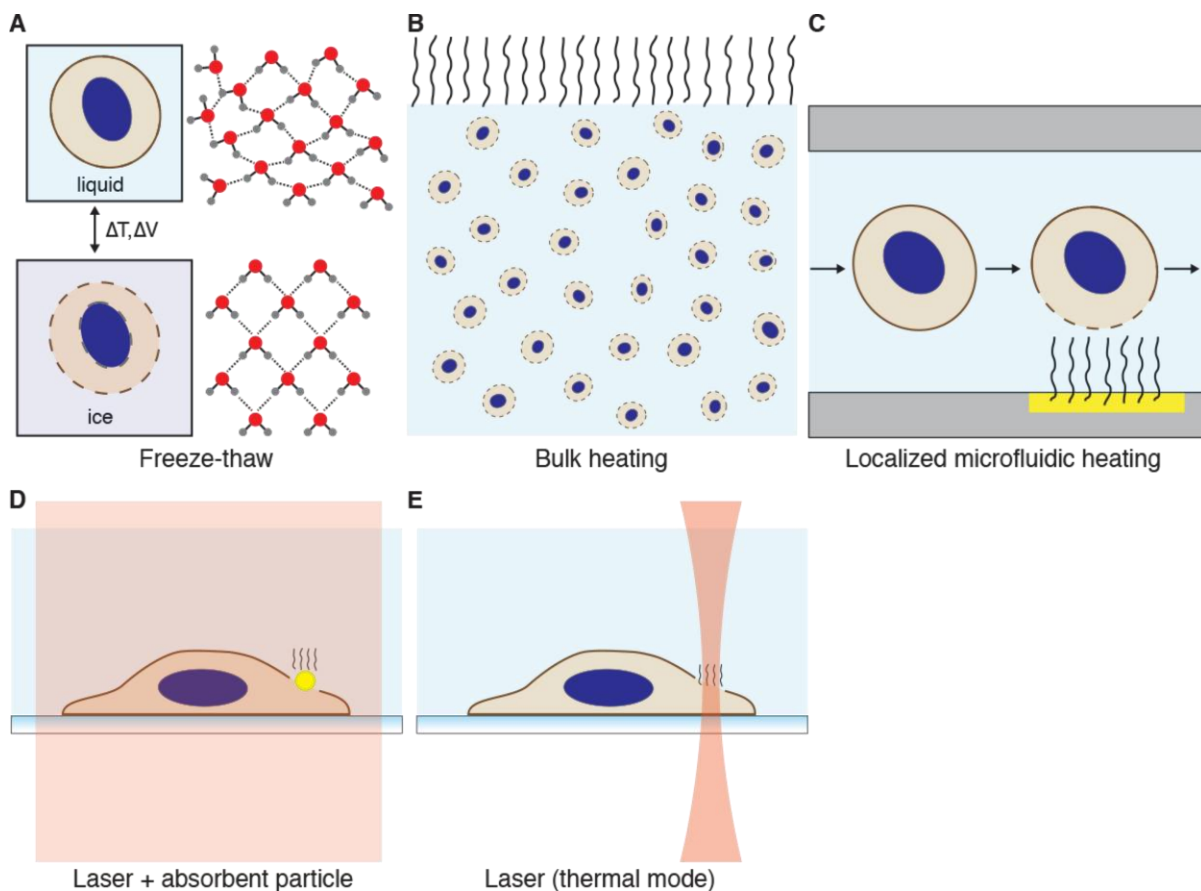 A
liquid
ΔT,ΔV
ice
Freeze-thaw
B
Bulk heating
C
Localized microfluidic heating
D
Laser + absorbent particle
E
Laser (thermal mode)